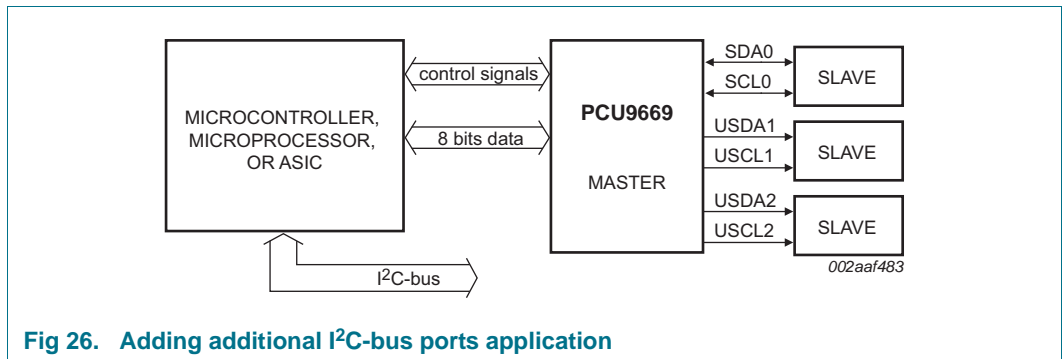 MICROCONTROLLER,
MICROPROCESSOR,
OR ASIC
control signals
8 bits data
I2C-bus
PCU9669
MASTER
SDA0
SCL0
SLAVE
USDA1
USCL1
SLAVE
USDA2
USCL2
SLAVE
002aaf483
Fig 26. Adding additional I2C-bus ports application